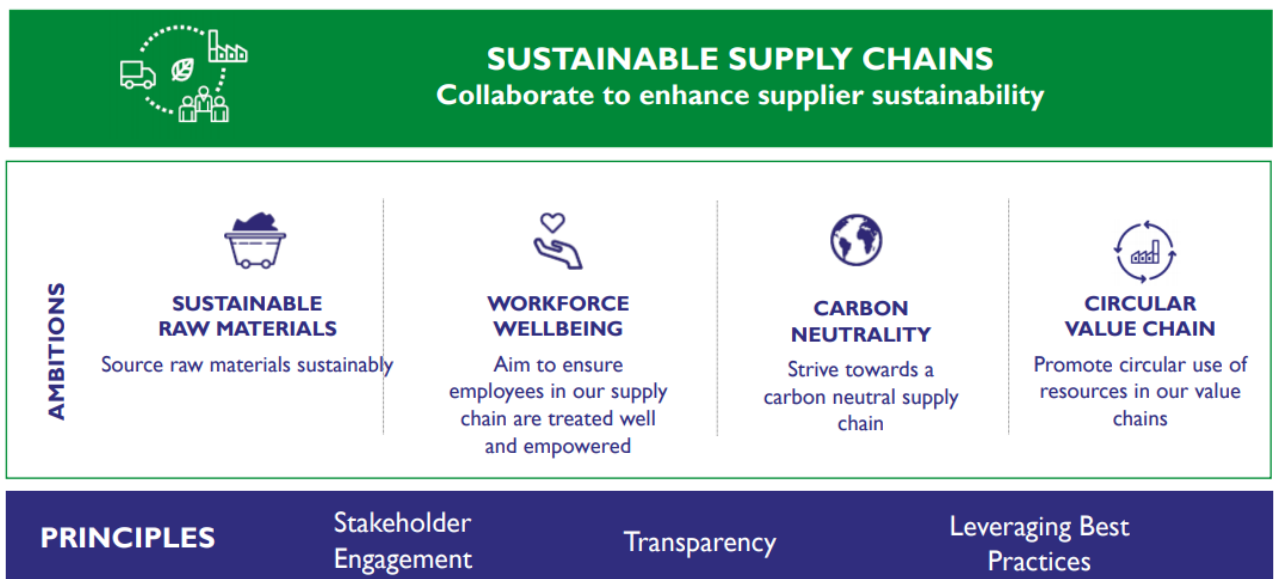 SUSTAINABLE SUPPLY CHAINS
Collaborate to enhance supplier sustainability
AMBITIONS
SUSTAINABLE
RAW MATERIALS
Source raw materials sustainably
WORKFORCE
WELLBEING
Aim to ensure
employees in our supply
chain are treated well
and empowered
CARBON
NEUTRALITY
Strive towards a
carbon neutral supply
chain
CIRCULAR
VALUE CHAIN
Promote circular use of
resources in our value
chains
PRINCIPLES
Stakeholder
Engagement
Transparency
Leveraging Best
Practices